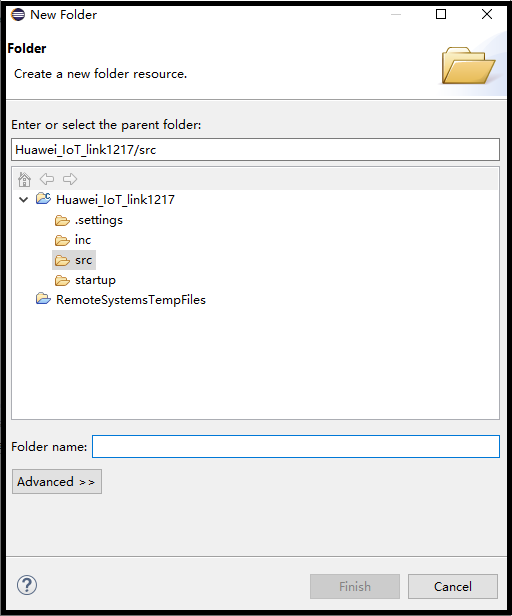 New Folder
Folder
Create a new folder resource.
Enter or select the parent folder:
Huawei_IoT_link1217/src
Huawei_IoT_link1217
.settings
inc
src
startup
RemoteSystemsTempFiles
Folder name:
Advanced >>
?
Finish
Cancel